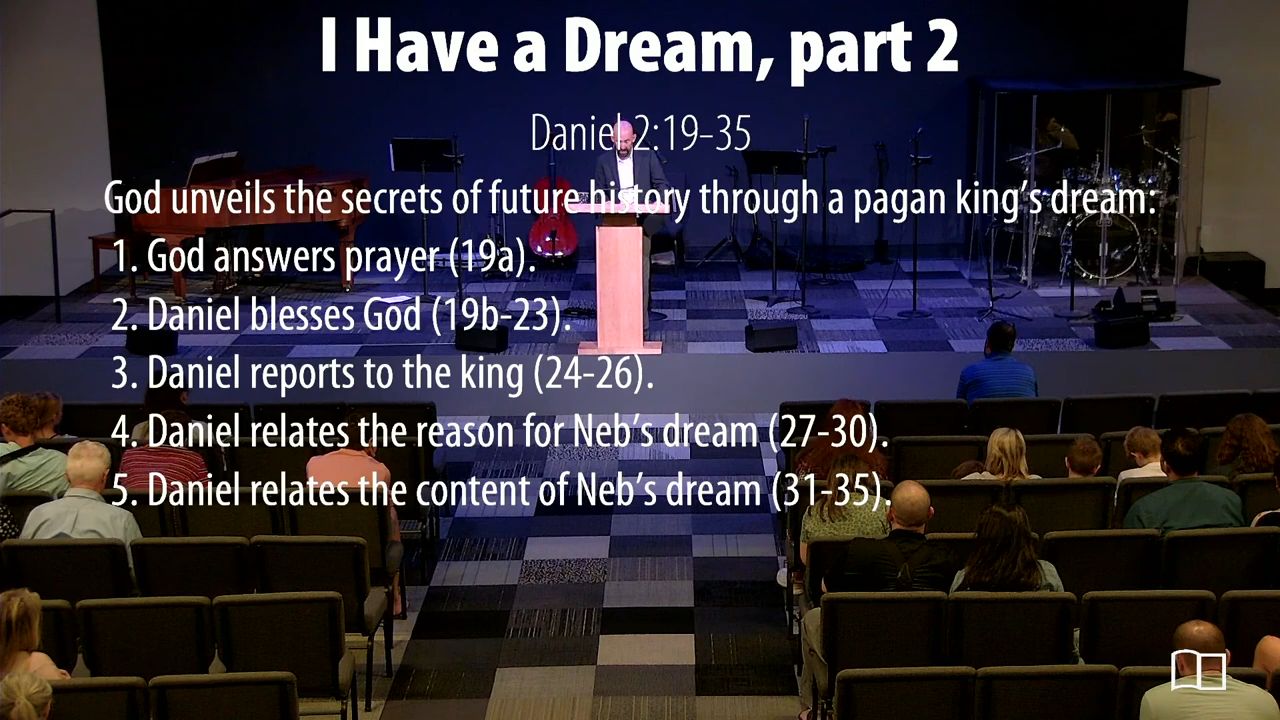 I Have a Dream, part 2
Daniel 2:19-35
God unveils the secrets of future history through a pagan king's dream:
1. God answers prayer (19a).
2. Daniel blesses God (19b-23).
3. Daniel reports to the king (24-26).
4. Daniel relates the reason for Neb's dream (27-30).
5. Daniel relates the content of Neb's dream (31-35).